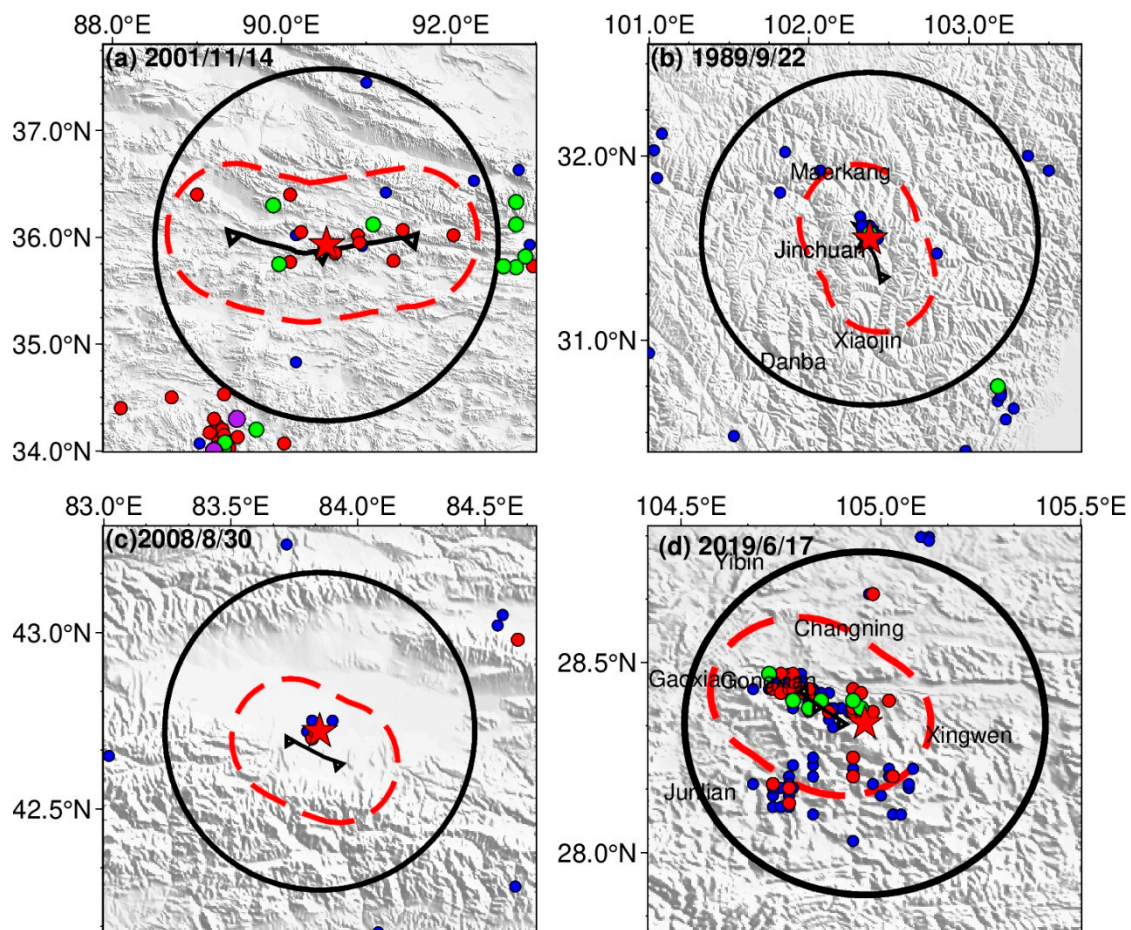 88.0°E 90.0°E 92.0°E
(a) 2001/11/14
37.0°N
36.0°N
35.0°N
34.0°N
101.0°E 102.0°E 103.0°E
(b) 1989/9/22
32.0°N
31.0°N
Maerkang
Jinchuan
Xiaojin
Danba
83.0°E 83.5°E 84.0°E 84.5°E
(c)2008/8/30
43.0°N
42.5°N
104.5°E 105.0°E 105.5°E
(d) 2019/6/17
Yibin
28.5°N
28.0°N
Changning
Gaoxian Gongxian
Xingwen
Junlian